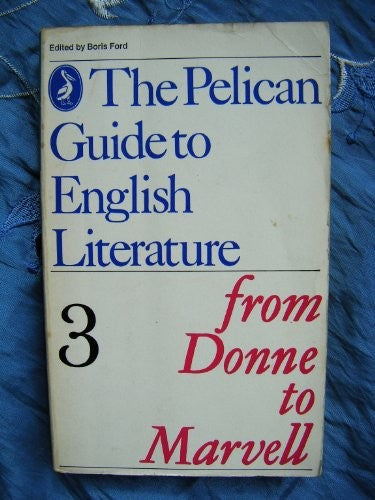 Edited by Boris Ford
The Pelican
Guide to
English
Literature
3
from
Donne
to
Marvell